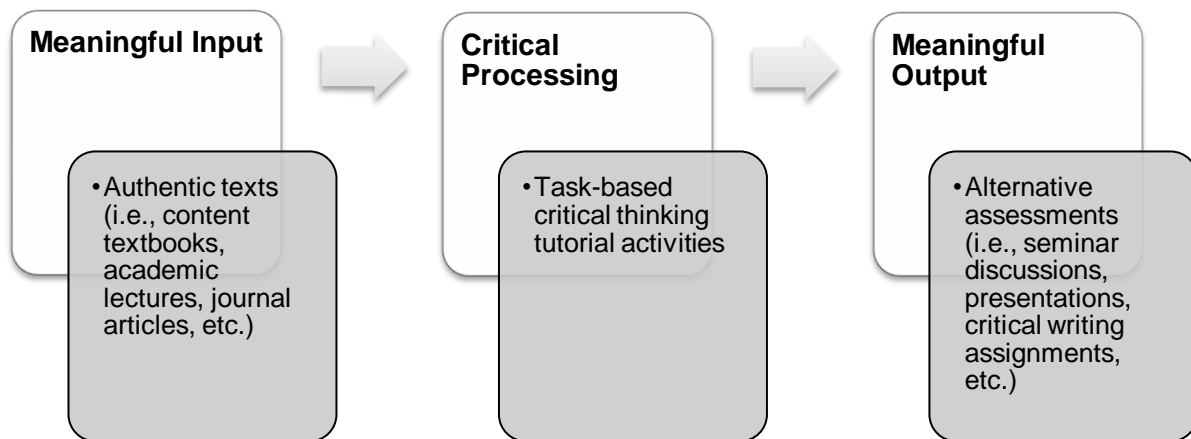 Meaningful Input
•Authentic texts
(i.e., content
textbooks,
academic
lectures, journal
articles, etc.)
Critical
Processing
•Task-based
critical thinking
tutorial activities
Meaningful
Output
•Alternative
assessments
(i.e., seminar
discussions,
presentations,
critical writing
assignments,
etc.)